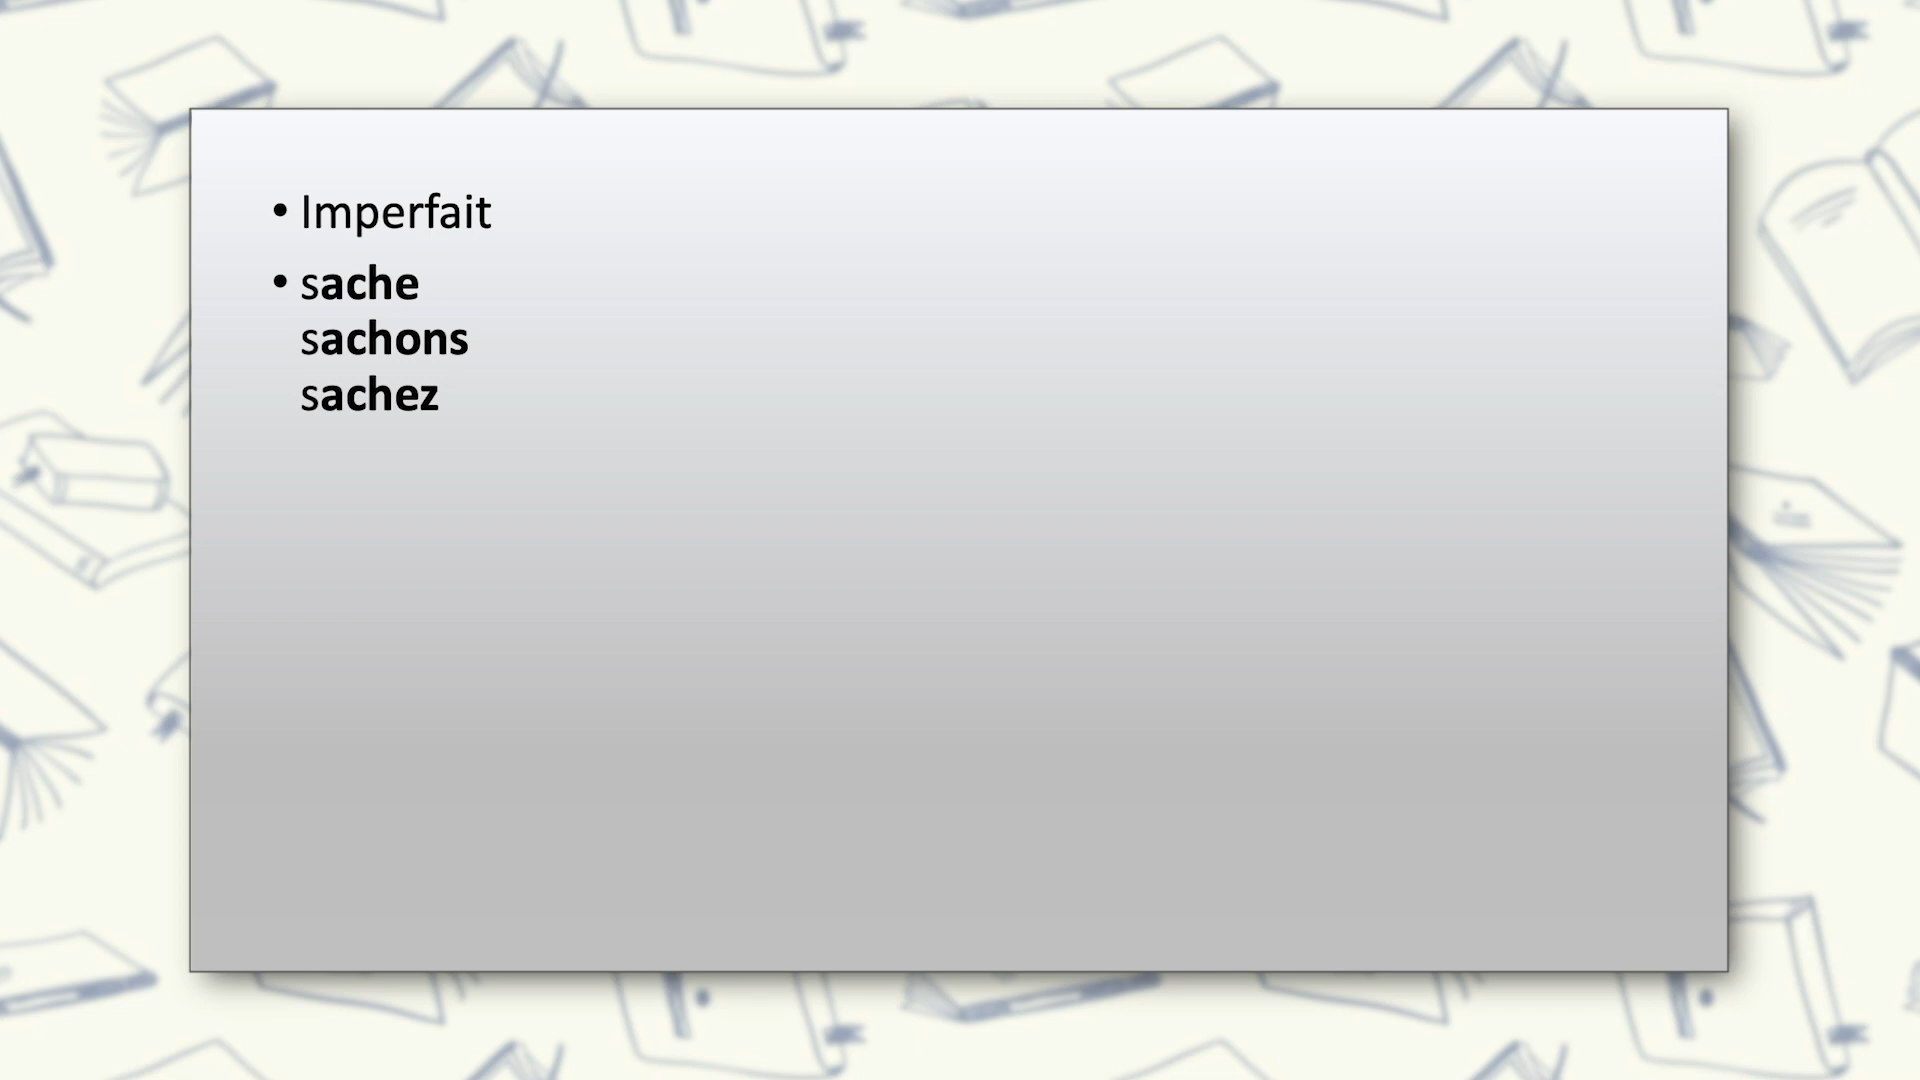 • Imperfait
• sache
sachons
sachez